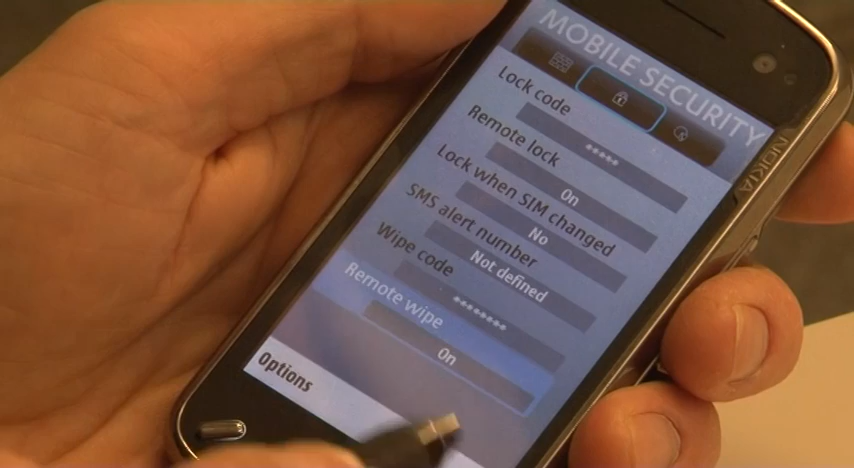 MOBILE SECURITY
Lock code
*****
Remote lock
On
Lock when SIM changed
No
SMS alert number
Not defined
Wipe code
********
Remote wipe
On
Options
NOKIA